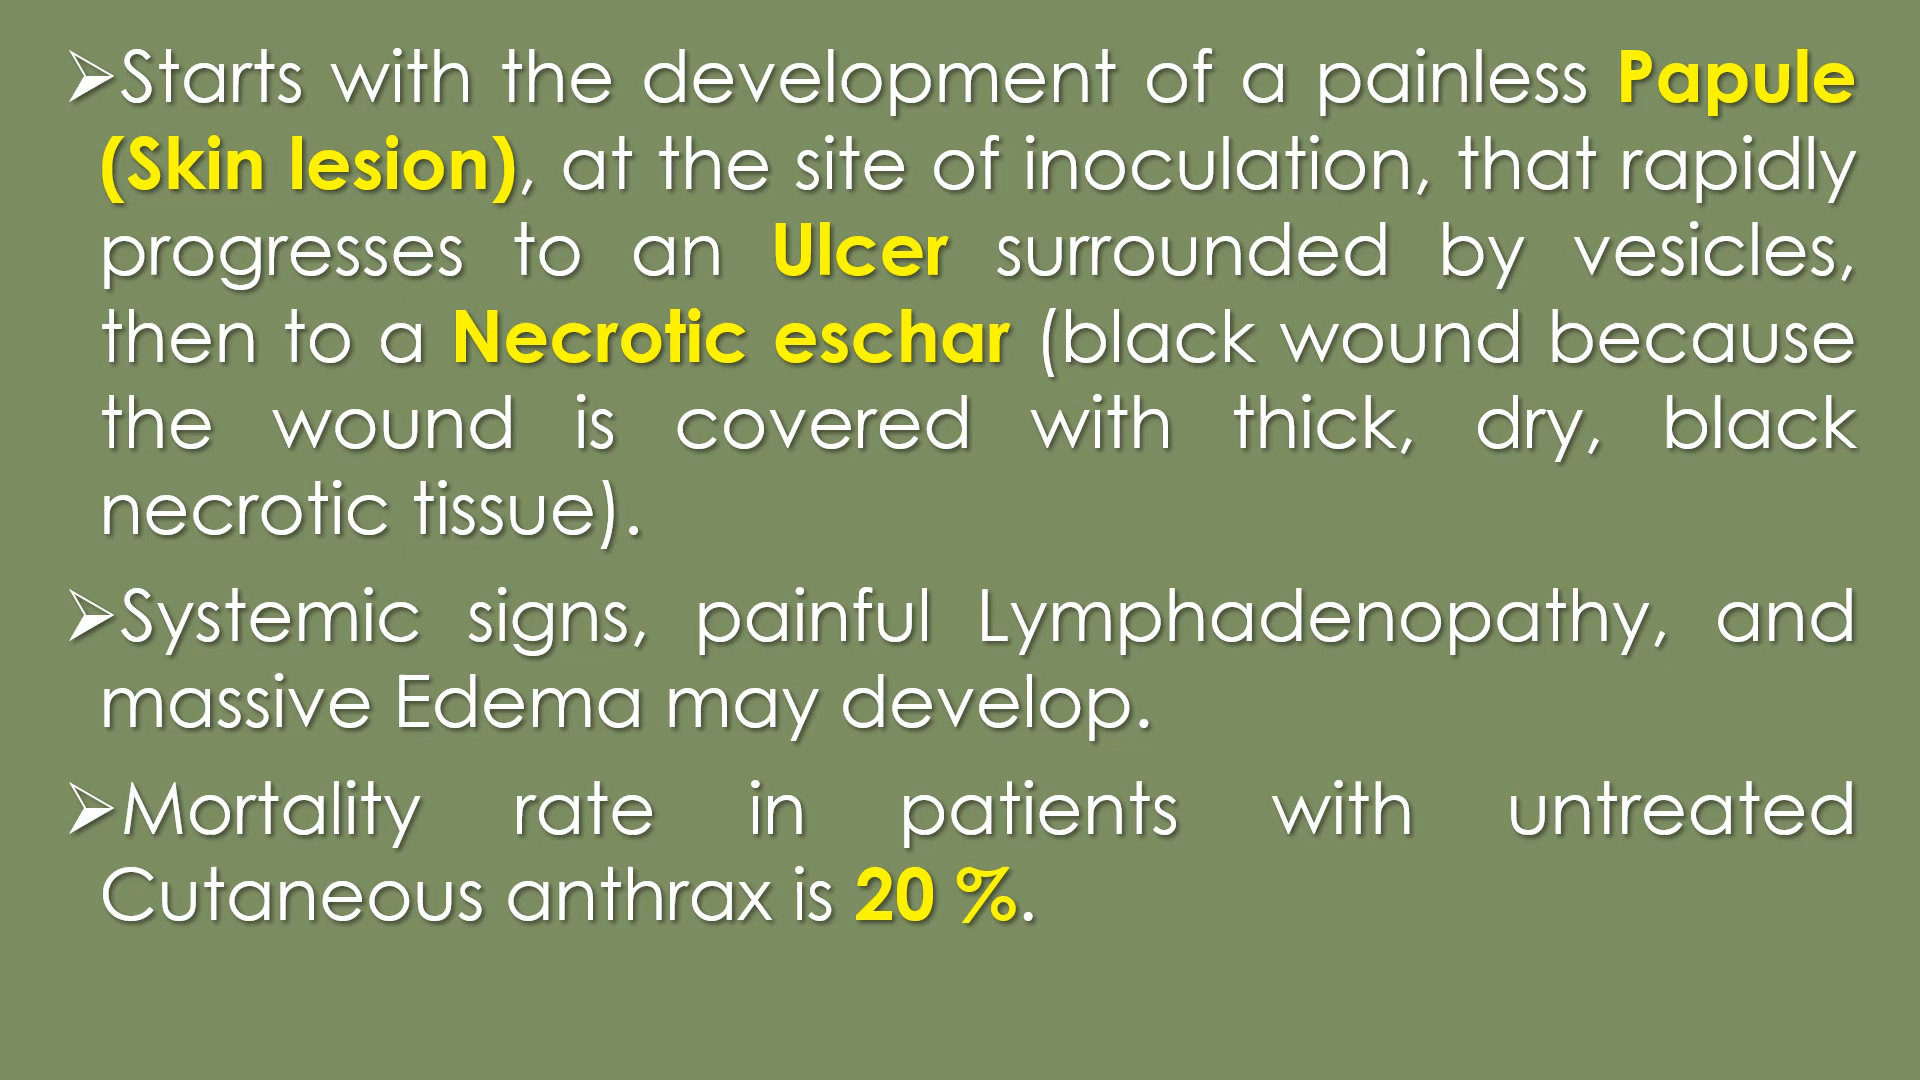 ➢Starts with the development of a painless Papule
(Skin lesion), at the site of inoculation, that rapidly
progresses to an Ulcer surrounded by vesicles,
then to a Necrotic eschar (black wound because
the wound is covered with thick, dry, black
necrotic tissue).
➢Systemic signs, painful Lymphadenopathy, and
massive Edema may develop.
➢Mortality rate in patients with untreated
Cutaneous anthrax is 20 %.